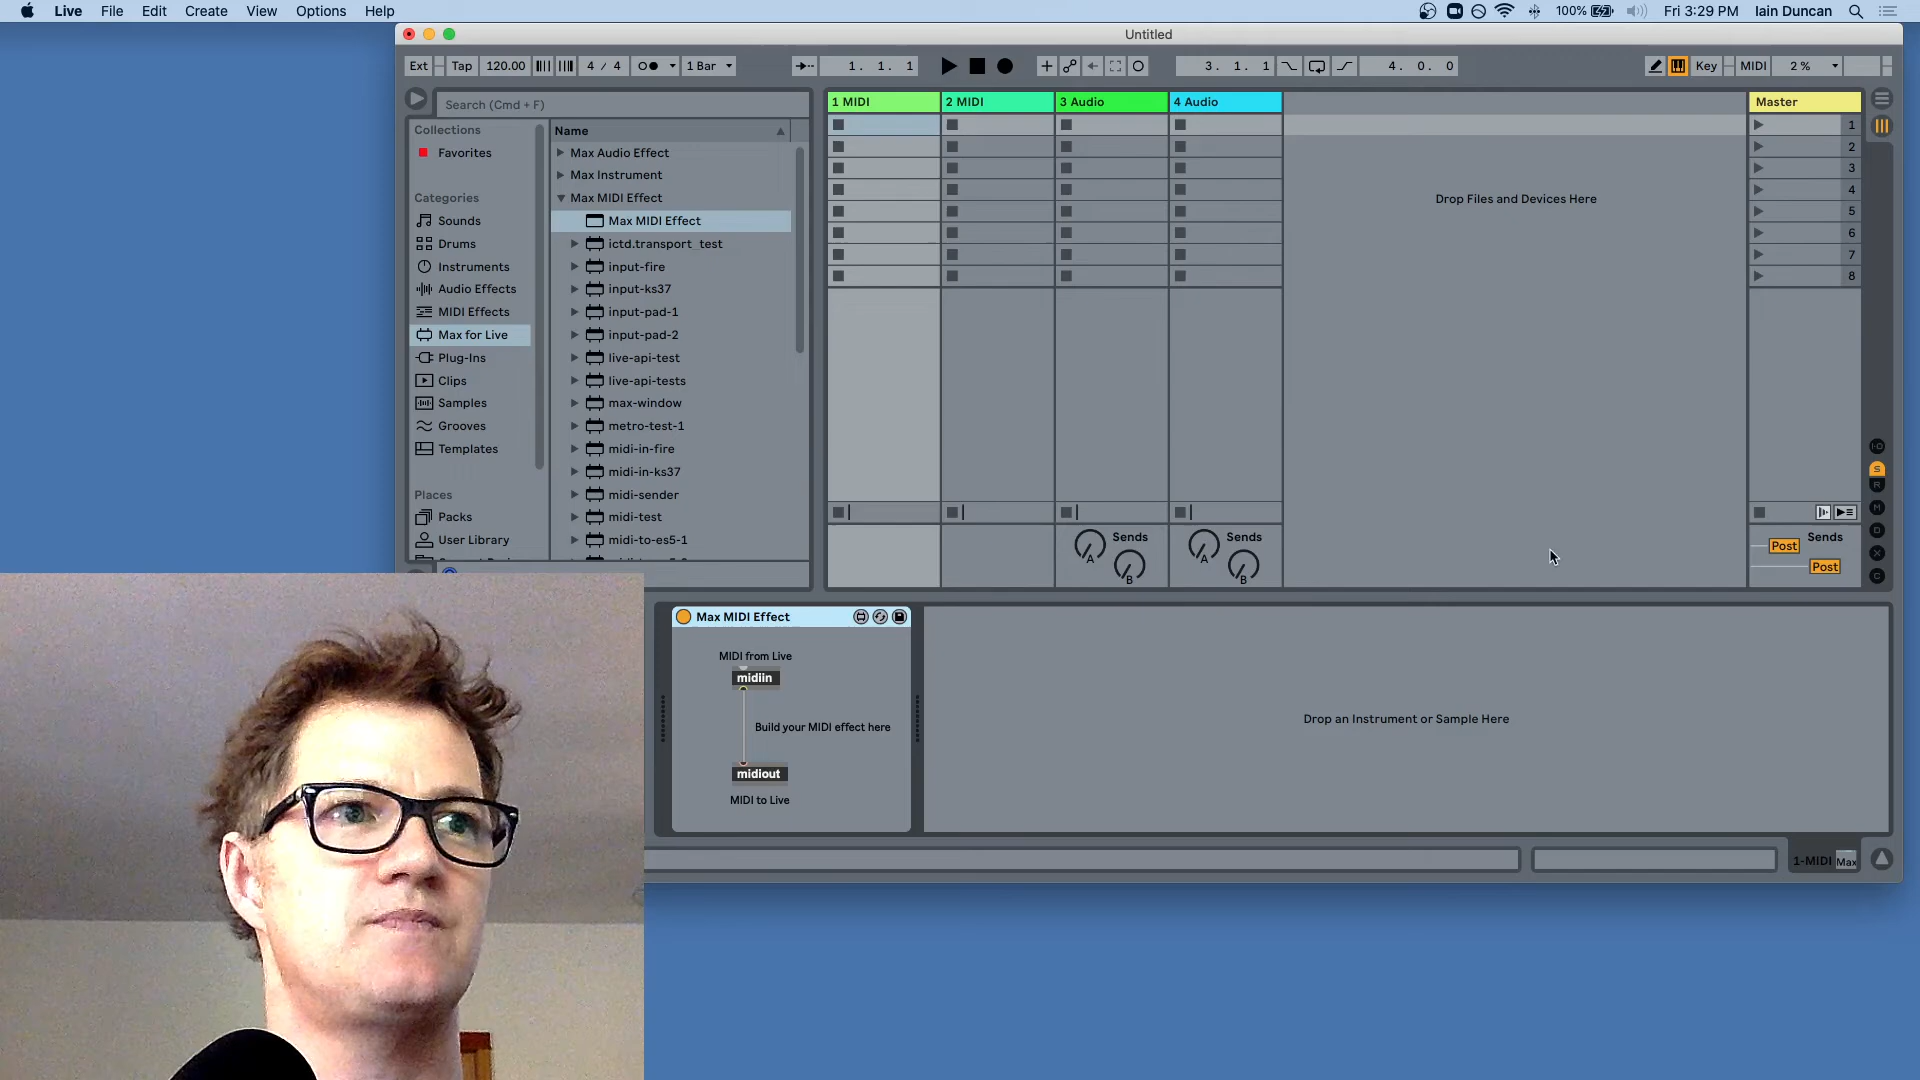 Live File Edit Create View Options Help
100% Fri 3:29 PM Iain Duncan
Untitled
Ext Tap 120.00 4 / 4 1 Bar 1. 1. 1 3. 1. 1 4. 0. 0 Key MIDI 2 %
Search (Cmd + F)
Collections
Favorites
Categories
Sounds
Drums
Instruments
Audio Effects
MIDI Effects
Max for Live
Plug-Ins
Clips
Samples
Grooves
Templates
Places
Packs
User Library
Name
Max Audio Effect
Max Instrument
Max MIDI Effect
Max MIDI Effect
ictd.transport_test
input-fire
input-ks37
input-pad-1
input-pad-2
live-api-test
live-api-tests
max-window
metro-test-1
midi-in-fire
midi-in-ks37
midi-sender
midi-test
midi-to-es5-1
1 MIDI 2 MIDI 3 Audio 4 Audio Master
1
2
3
4
5
6
7
8
Drop Files and Devices Here
Sends Sends Sends
A A Post
B B Post
I·O
S
R
M
D
X
C
Max MIDI Effect
MIDI from Live
midiin
Build your MIDI effect here
midiout
MIDI to Live
Drop an Instrument or Sample Here
1-MIDI Max